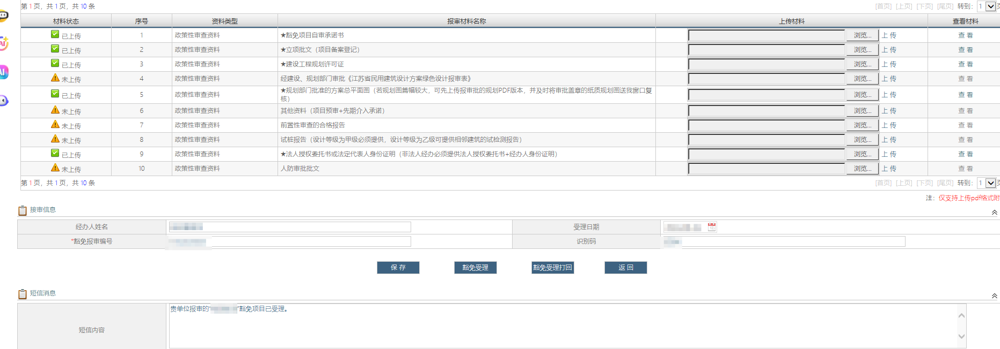 第 1 页，共 1 页，共 10 条 [首页] [上页] [下页] [尾页] 转到： 1 页
材料状态 序号 资料类型 报审材料名称 上传材料 查看材料
已上传 1 政策性审查资料 ★豁免项目自审承诺书 浏览... 上 传 查 看
已上传 2 政策性审查资料 ★立项批文（项目备案登记） 浏览... 上 传 查 看
已上传 3 政策性审查资料 ★建设工程规划许可证 浏览... 上 传 查 看
未上传 4 政策性审查资料 经建设、规划部门审批《江苏省民用建筑设计方案绿色设计报审表》 浏览... 上 传 查 看
已上传 5 政策性审查资料 ★规划部门批准的方案总平面图（若规划图篇幅较大，可先上传报审批的规划PDF版本，并及时将审批盖章的纸质规划图送我窗口复
核） 浏览... 上 传 查 看
未上传 6 政策性审查资料 其他资料（项目预审+先期介入承诺） 浏览... 上 传 查 看
未上传 7 政策性审查资料 前置性审查的合格报告 浏览... 上 传 查 看
未上传 8 政策性审查资料 试桩报告（设计等级为甲级必须提供，设计等级为乙级可提供相邻建筑的试检测报告） 浏览... 上 传 查 看
已上传 9 政策性审查资料 ★法人授权委托书或法定代表人身份证明（非法人经办必须提供法人授权委托书+经办人身份证明） 浏览... 上 传 查 看
未上传 10 政策性审查资料 人防审批批文 浏览... 上 传 查 看
第 1 页，共 1 页，共 10 条 [首页] [上页] [下页] [尾页] 转到： 1 页
注：仅支持上传pdf格式附
接审信息
经办人姓名 受理日期
*豁免报审编号 识别码
保 存 豁免受理 豁免受理打回 返 回
短信消息
贵单位报审的“ ”豁免项目已受理。
短信内容